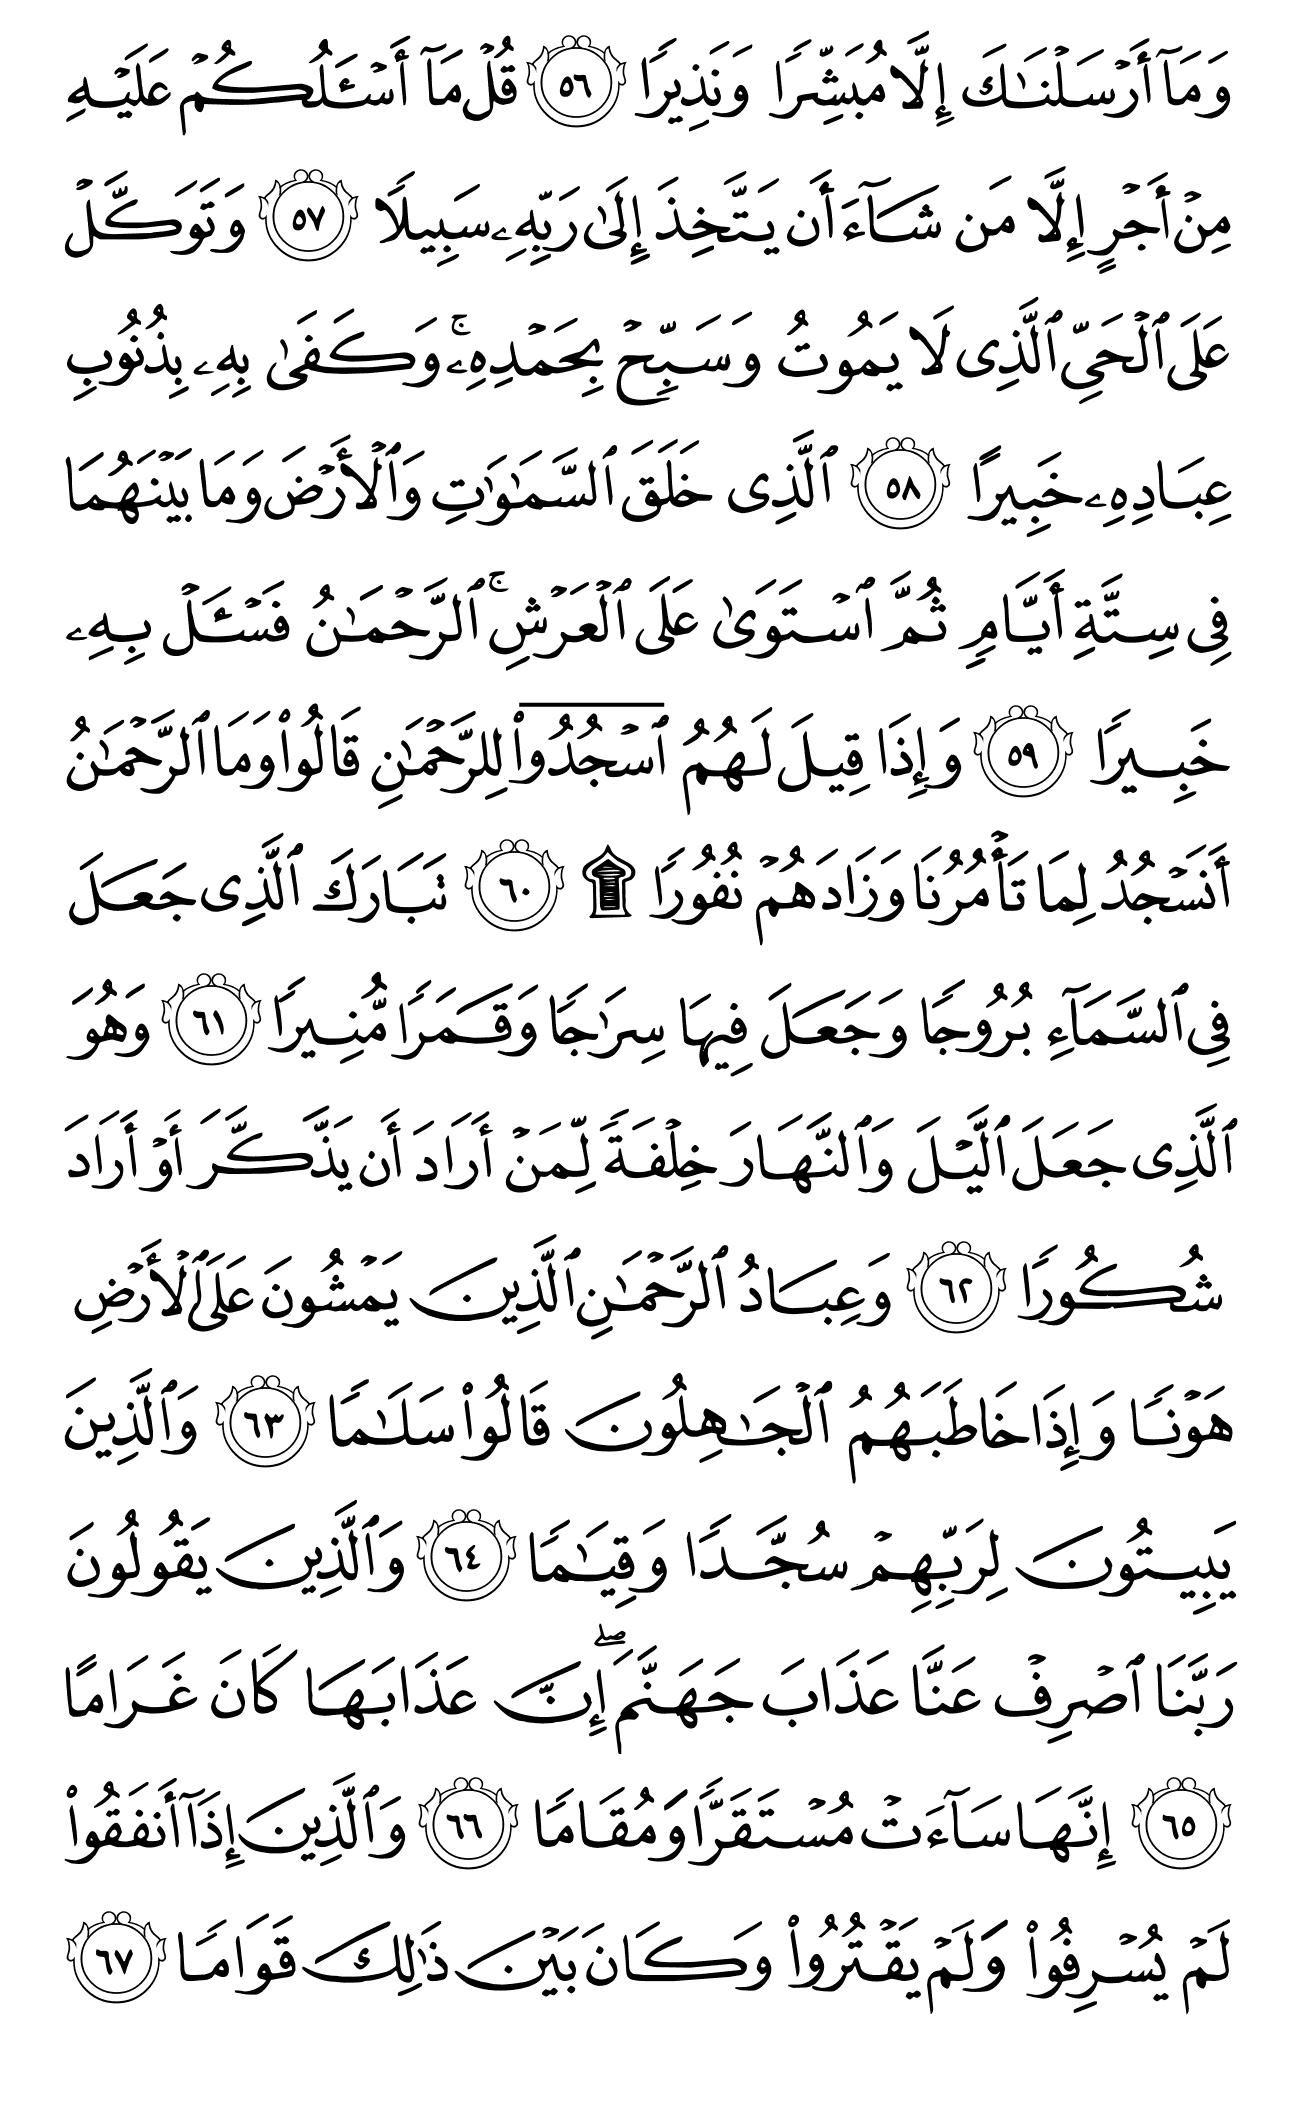 وَمَآ أَرْسَلْنَـٰكَ إِلَّا مُبَشِّرًا وَنَذِيرًا ٥٦ قُلْ مَآ أَسْـَٔلُكُمْ عَلَيْهِ
مِنْ أَجْرٍ إِلَّا مَن شَآءَ أَن يَتَّخِذَ إِلَىٰ رَبِّهِۦ سَبِيلًا ٥٧ وَتَوَكَّلْ
عَلَى ٱلْحَىِّ ٱلَّذِى لَا يَمُوتُ وَسَبِّحْ بِحَمْدِهِۦ ۚ وَكَفَىٰ بِهِۦ بِذُنُوبِ
عِبَادِهِۦ خَبِيرًا ٥٨ ٱلَّذِى خَلَقَ ٱلسَّمَـٰوَٰتِ وَٱلْأَرْضَ وَمَا بَيْنَهُمَا
فِى سِتَّةِ أَيَّامٍ ثُمَّ ٱسْتَوَىٰ عَلَى ٱلْعَرْشِ ۚ ٱلرَّحْمَـٰنُ فَسْـَٔلْ بِهِۦ
خَبِيرًا ٥٩ وَإِذَا قِيلَ لَهُمُ ٱسْجُدُوا۟ لِلرَّحْمَـٰنِ قَالُوا۟ وَمَا ٱلرَّحْمَـٰنُ
أَنَسْجُدُ لِمَا تَأْمُرُنَا وَزَادَهُمْ نُفُورًا ۩ ٦٠ تَبَارَكَ ٱلَّذِى جَعَلَ
فِى ٱلسَّمَآءِ بُرُوجًا وَجَعَلَ فِيهَا سِرَٰجًا وَقَمَرًا مُّنِيرًا ٦١ وَهُوَ
ٱلَّذِى جَعَلَ ٱلَّيْلَ وَٱلنَّهَارَ خِلْفَةً لِّمَنْ أَرَادَ أَن يَذَّكَّرَ أَوْ أَرَادَ
شُكُورًا ٦٢ وَعِبَادُ ٱلرَّحْمَـٰنِ ٱلَّذِينَ يَمْشُونَ عَلَى ٱلْأَرْضِ
هَوْنًا وَإِذَا خَاطَبَهُمُ ٱلْجَـٰهِلُونَ قَالُوا۟ سَلَـٰمًا ٦٣ وَٱلَّذِينَ
يَبِيتُونَ لِرَبِّهِمْ سُجَّدًا وَقِيَـٰمًا ٦٤ وَٱلَّذِينَ يَقُولُونَ
رَبَّنَا ٱصْرِفْ عَنَّا عَذَابَ جَهَنَّمَ ۖ إِنَّ عَذَابَهَا كَانَ غَرَامًا
٦٥ إِنَّهَا سَآءَتْ مُسْتَقَرًّا وَمُقَامًا ٦٦ وَٱلَّذِينَ إِذَآ أَنفَقُوا۟
لَمْ يُسْرِفُوا۟ وَلَمْ يَقْتُرُوا۟ وَكَانَ بَيْنَ ذَٰلِكَ قَوَامًا ٦٧